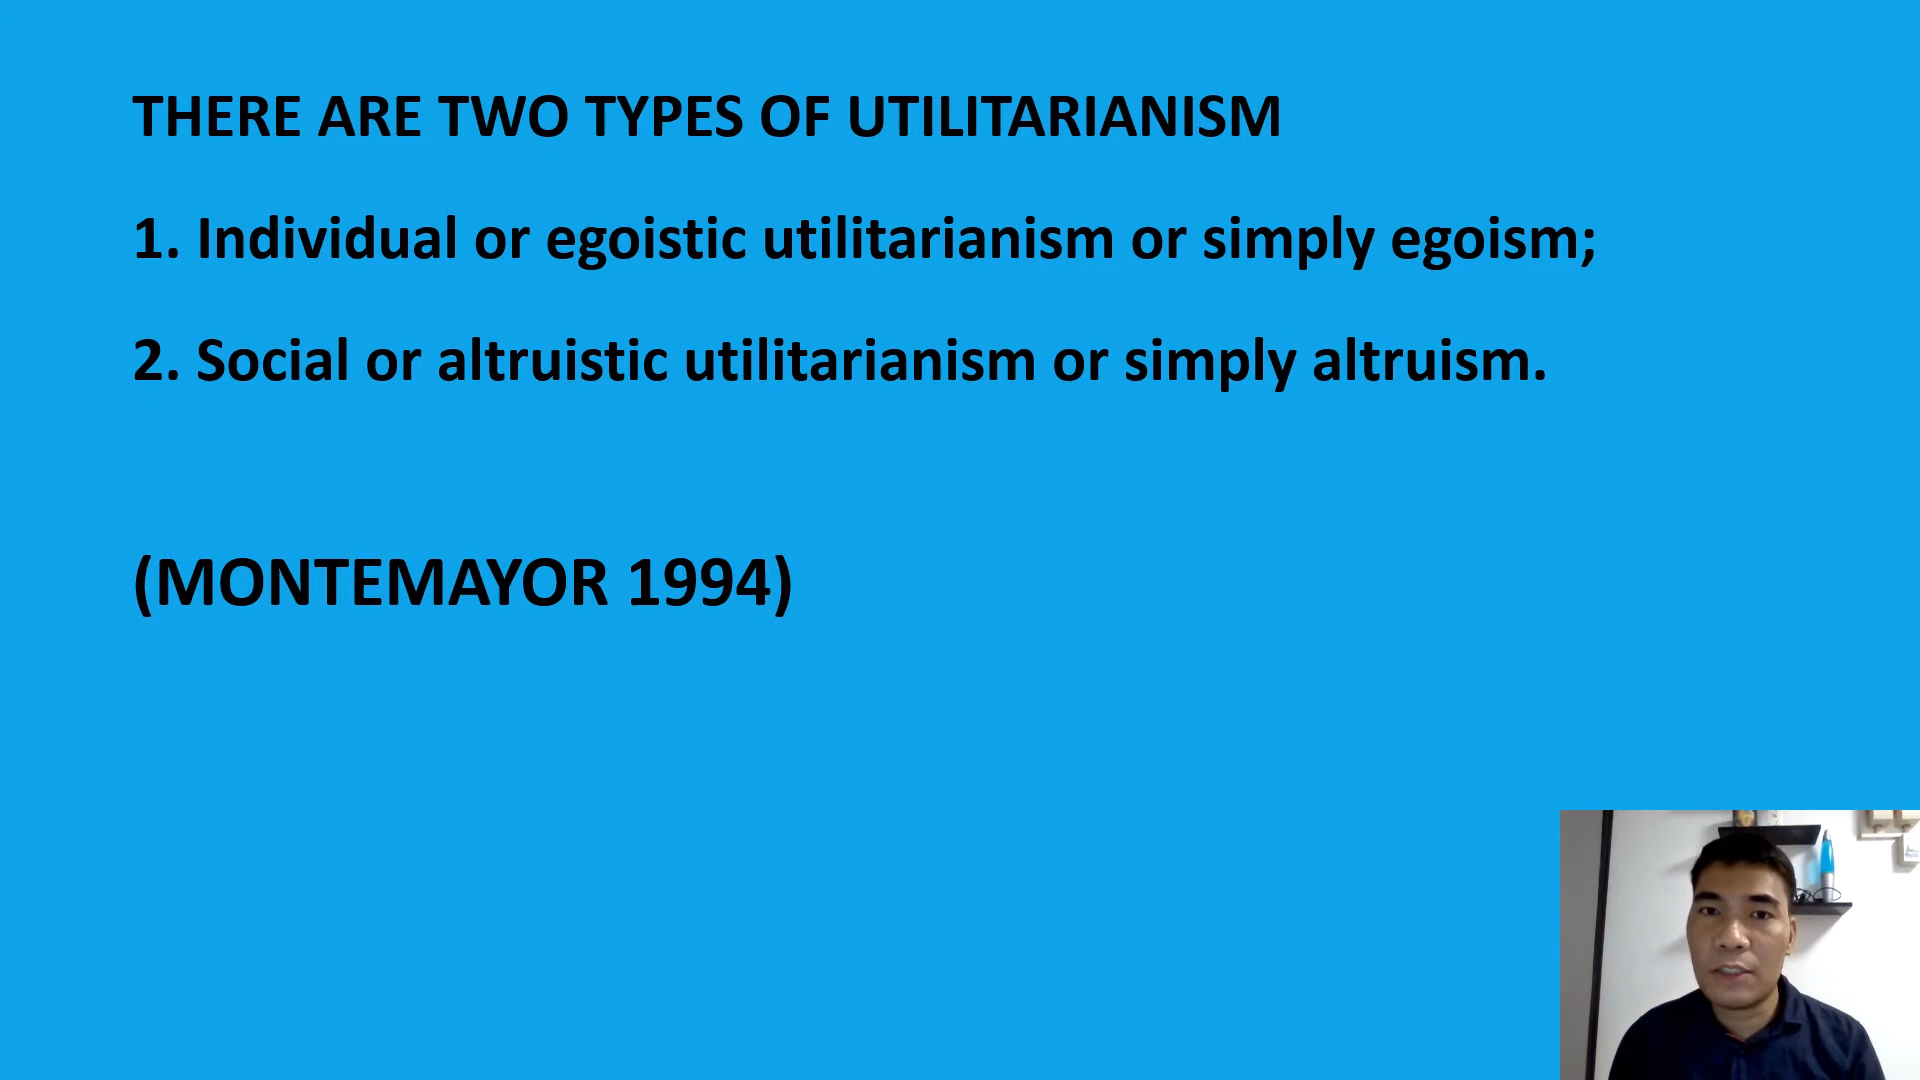 THERE ARE TWO TYPES OF UTILITARIANISM
1. Individual or egoistic utilitarianism or simply egoism;
2. Social or altruistic utilitarianism or simply altruism.
(MONTEMAYOR 1994)